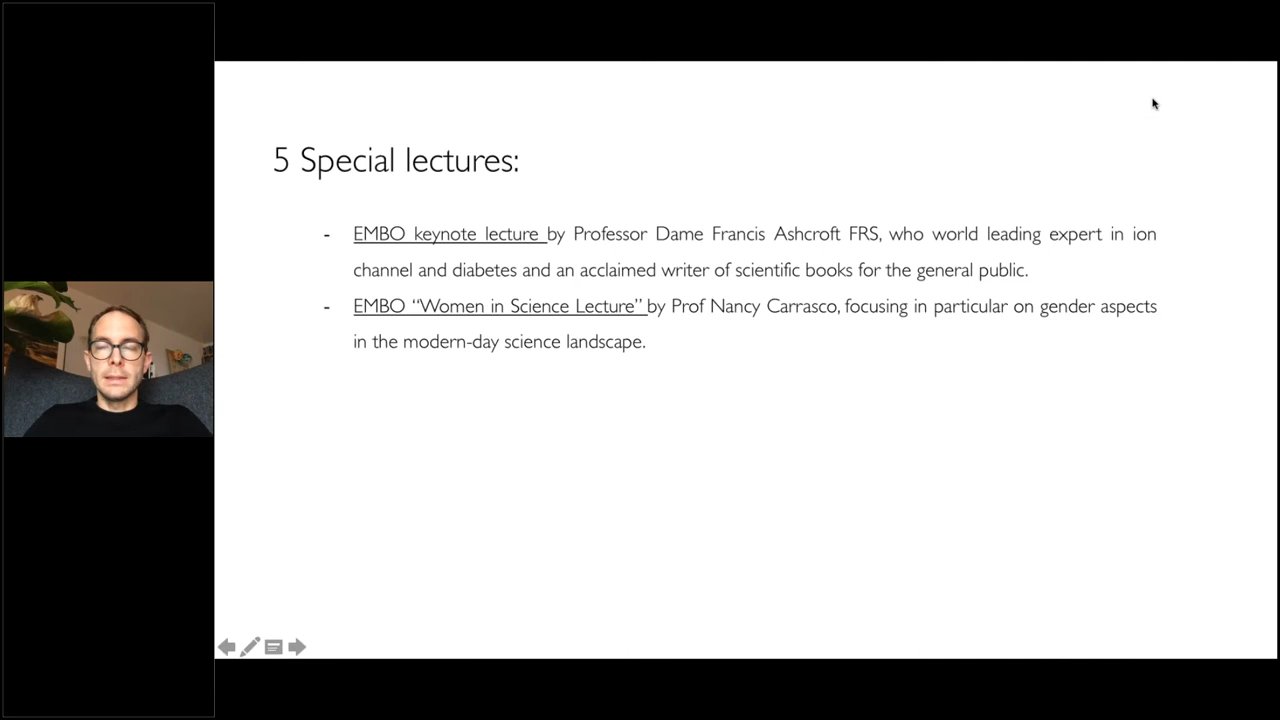 5 Special lectures:
- EMBO keynote lecture by Professor Dame Francis Ashcroft FRS, who world leading expert in ion
channel and diabetes and an acclaimed writer of scientific books for the general public.
- EMBO “Women in Science Lecture” by Prof Nancy Carrasco, focusing in particular on gender aspects
in the modern-day science landscape.